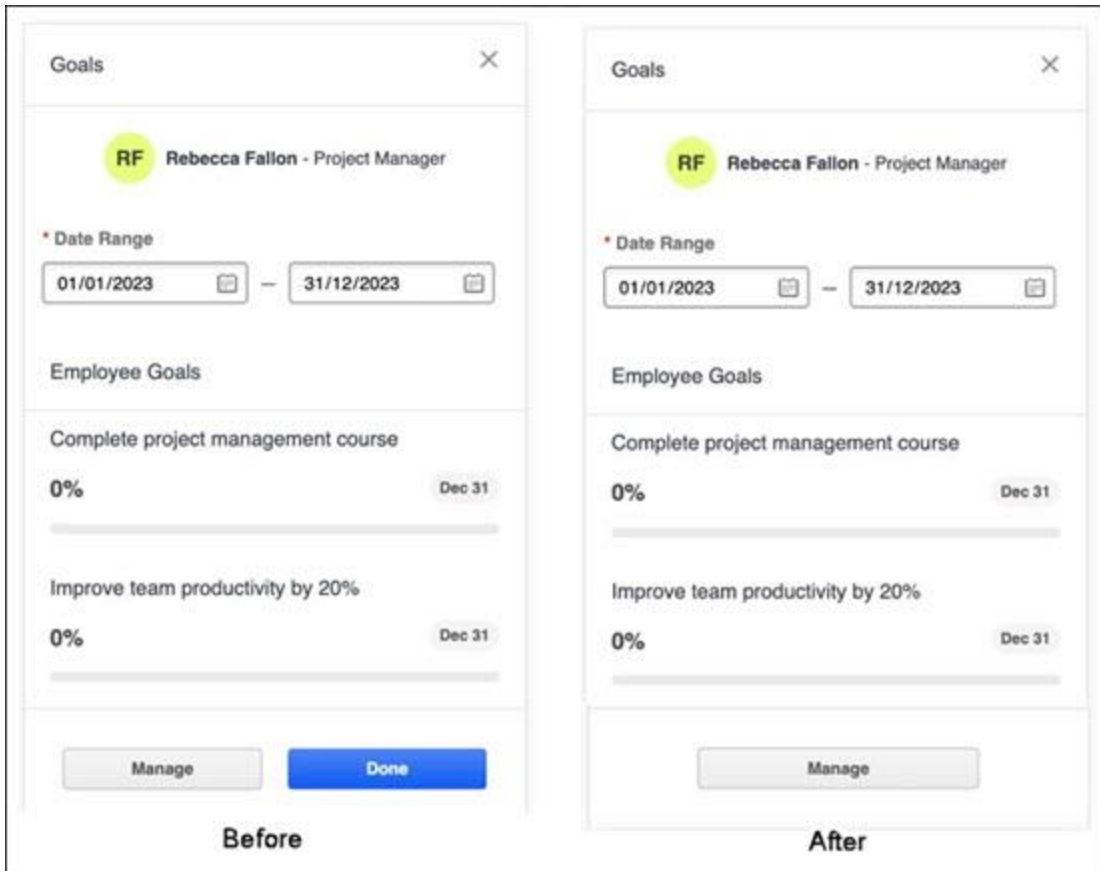 Goals
RF Rebecca Fallon - Project Manager
* Date Range
01/01/2023 – 31/12/2023
Employee Goals
Complete project management course
0% Dec 31
Improve team productivity by 20%
0% Dec 31
Manage Done
Before
Goals
RF Rebecca Fallon - Project Manager
* Date Range
01/01/2023 – 31/12/2023
Employee Goals
Complete project management course
0% Dec 31
Improve team productivity by 20%
0% Dec 31
Manage
After